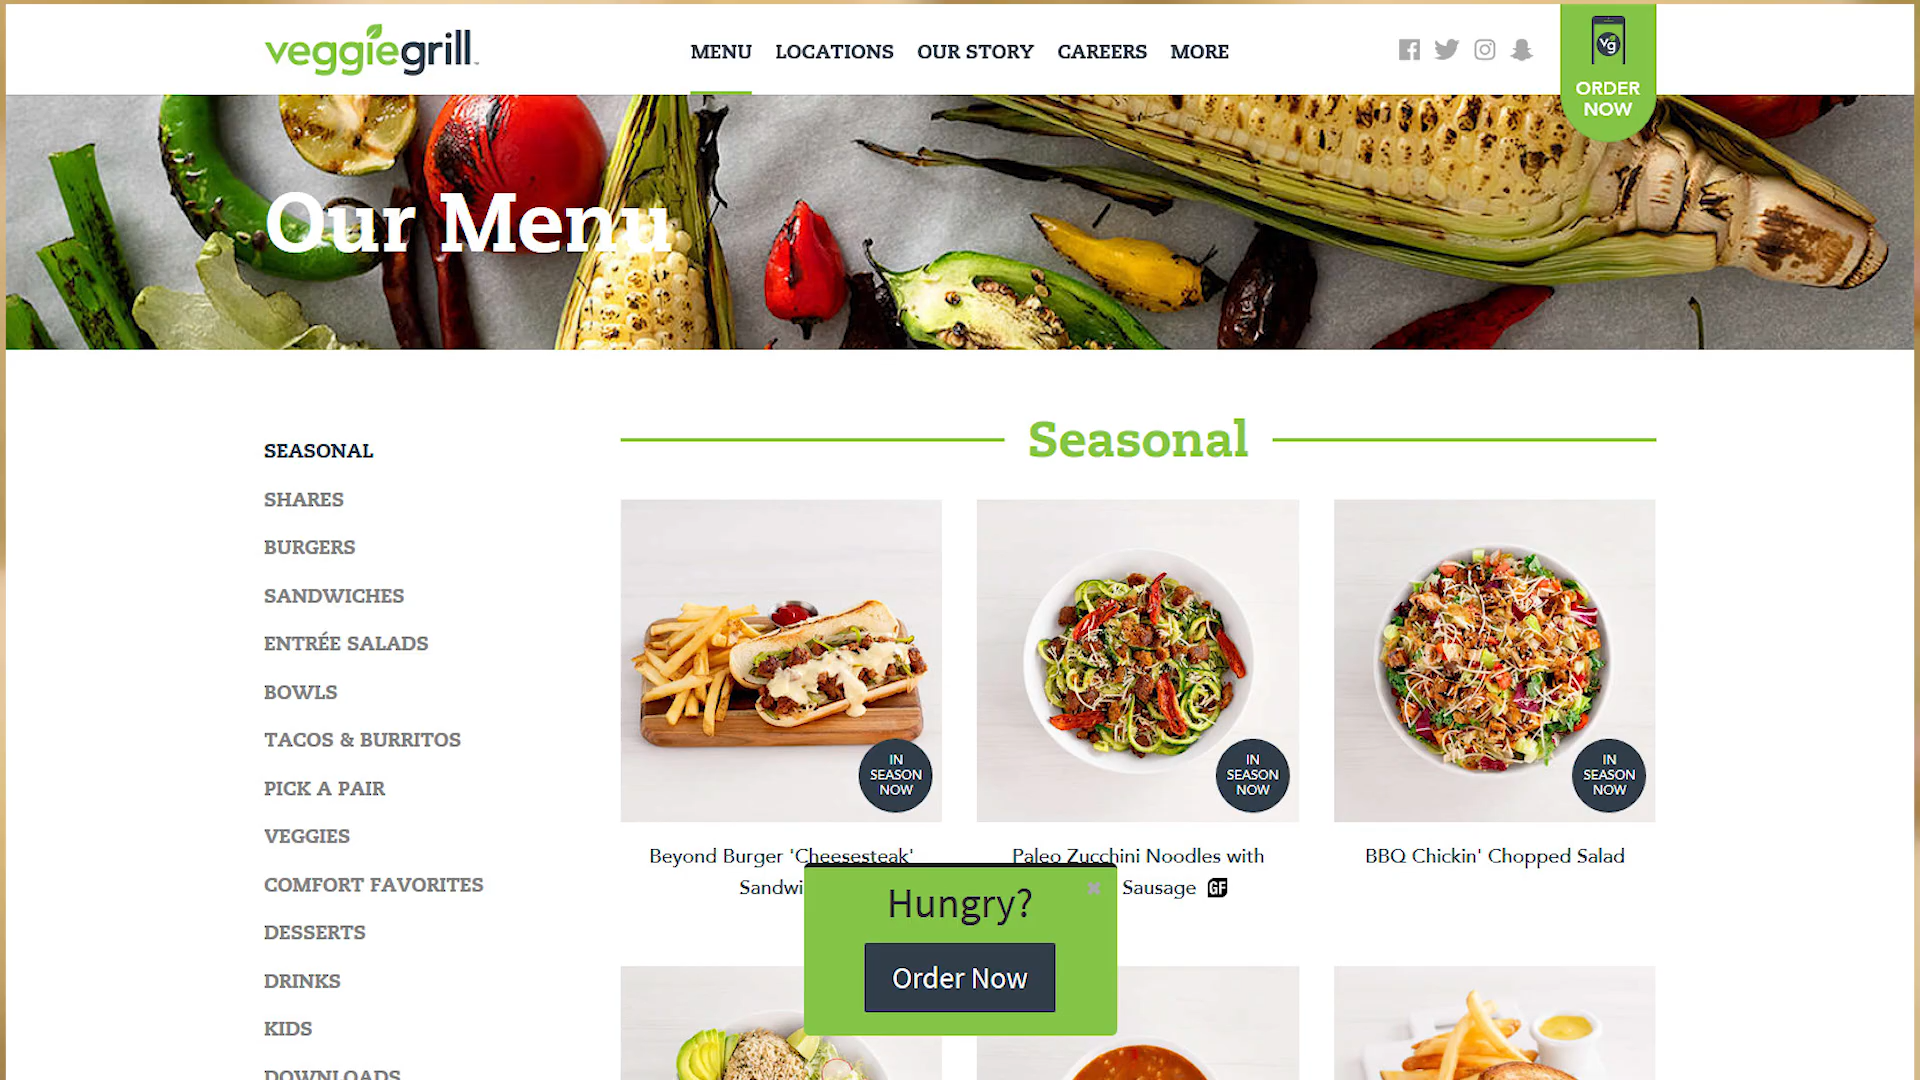 veggiegrill
MENU
LOCATIONS
OUR STORY
CAREERS
MORE
vg
ORDER
NOW
Our Menu
SEASONAL
SHARES
BURGERS
SANDWICHES
ENTRÉE SALADS
BOWLS
TACOS & BURRITOS
PICK A PAIR
VEGGIES
COMFORT FAVORITES
DESSERTS
DRINKS
KIDS
DOWNLOADS
Seasonal
IN
SEASON
NOW
IN
SEASON
NOW
IN
SEASON
NOW
Beyond Burger 'Cheesesteak'
Sandwi
Paleo Zucchini Noodles with
Sausage GF
BBQ Chickin' Chopped Salad
Hungry?
Order Now